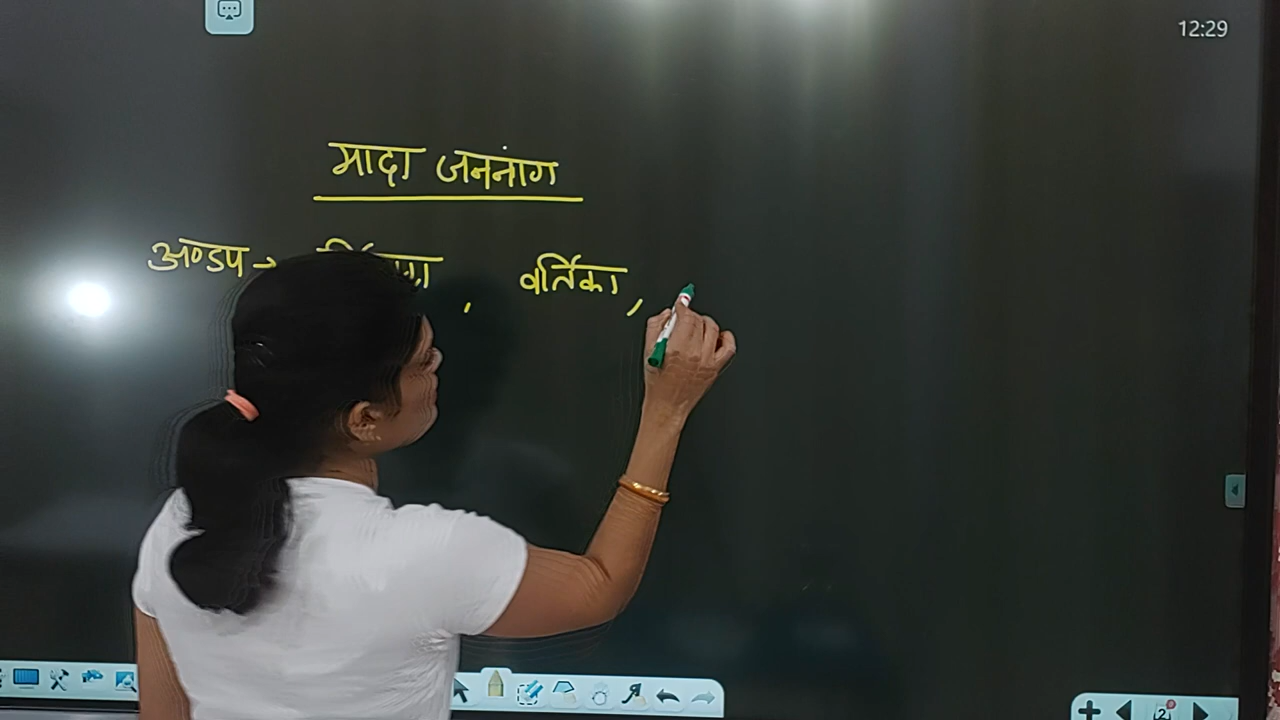 12:29
मादा जननांग
अण्डप → , वर्तिका,